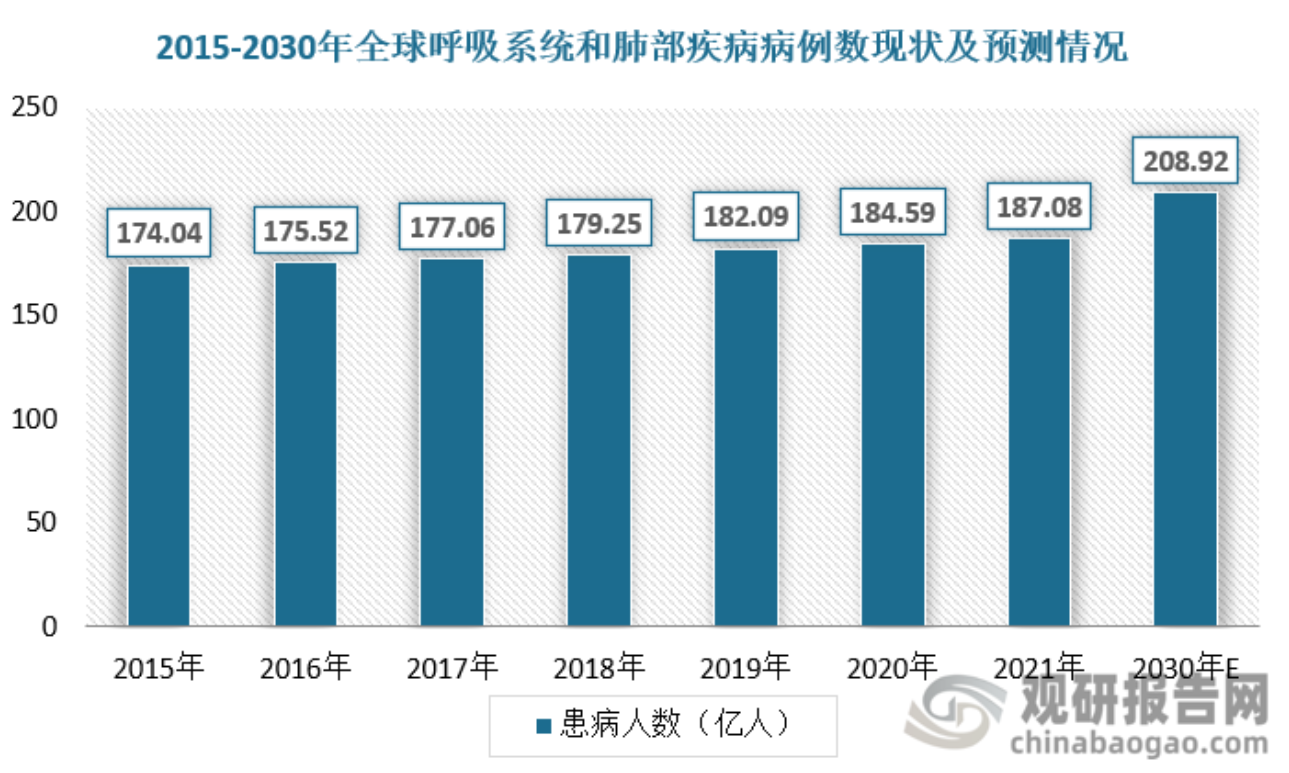 2015-2030年全球呼吸系统和肺部疾病病例数现状及预测情况
250
200
150
100
50
0
174.04
175.52
177.06
179.25
182.09
184.59
187.08
208.92
2015年
2016年
2017年
2018年
2019年
2020年
2021年
2030年E
患病人数（亿人）
观研报告网
chinabaogao.com